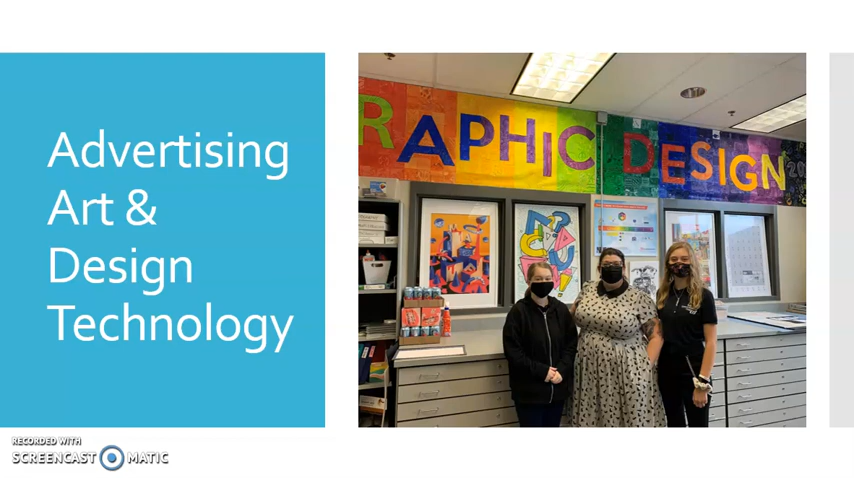 Advertising
Art &
Design
Technology
RAPHIC DESIGN
RECORDED WITH
SCREENCAST MATIC